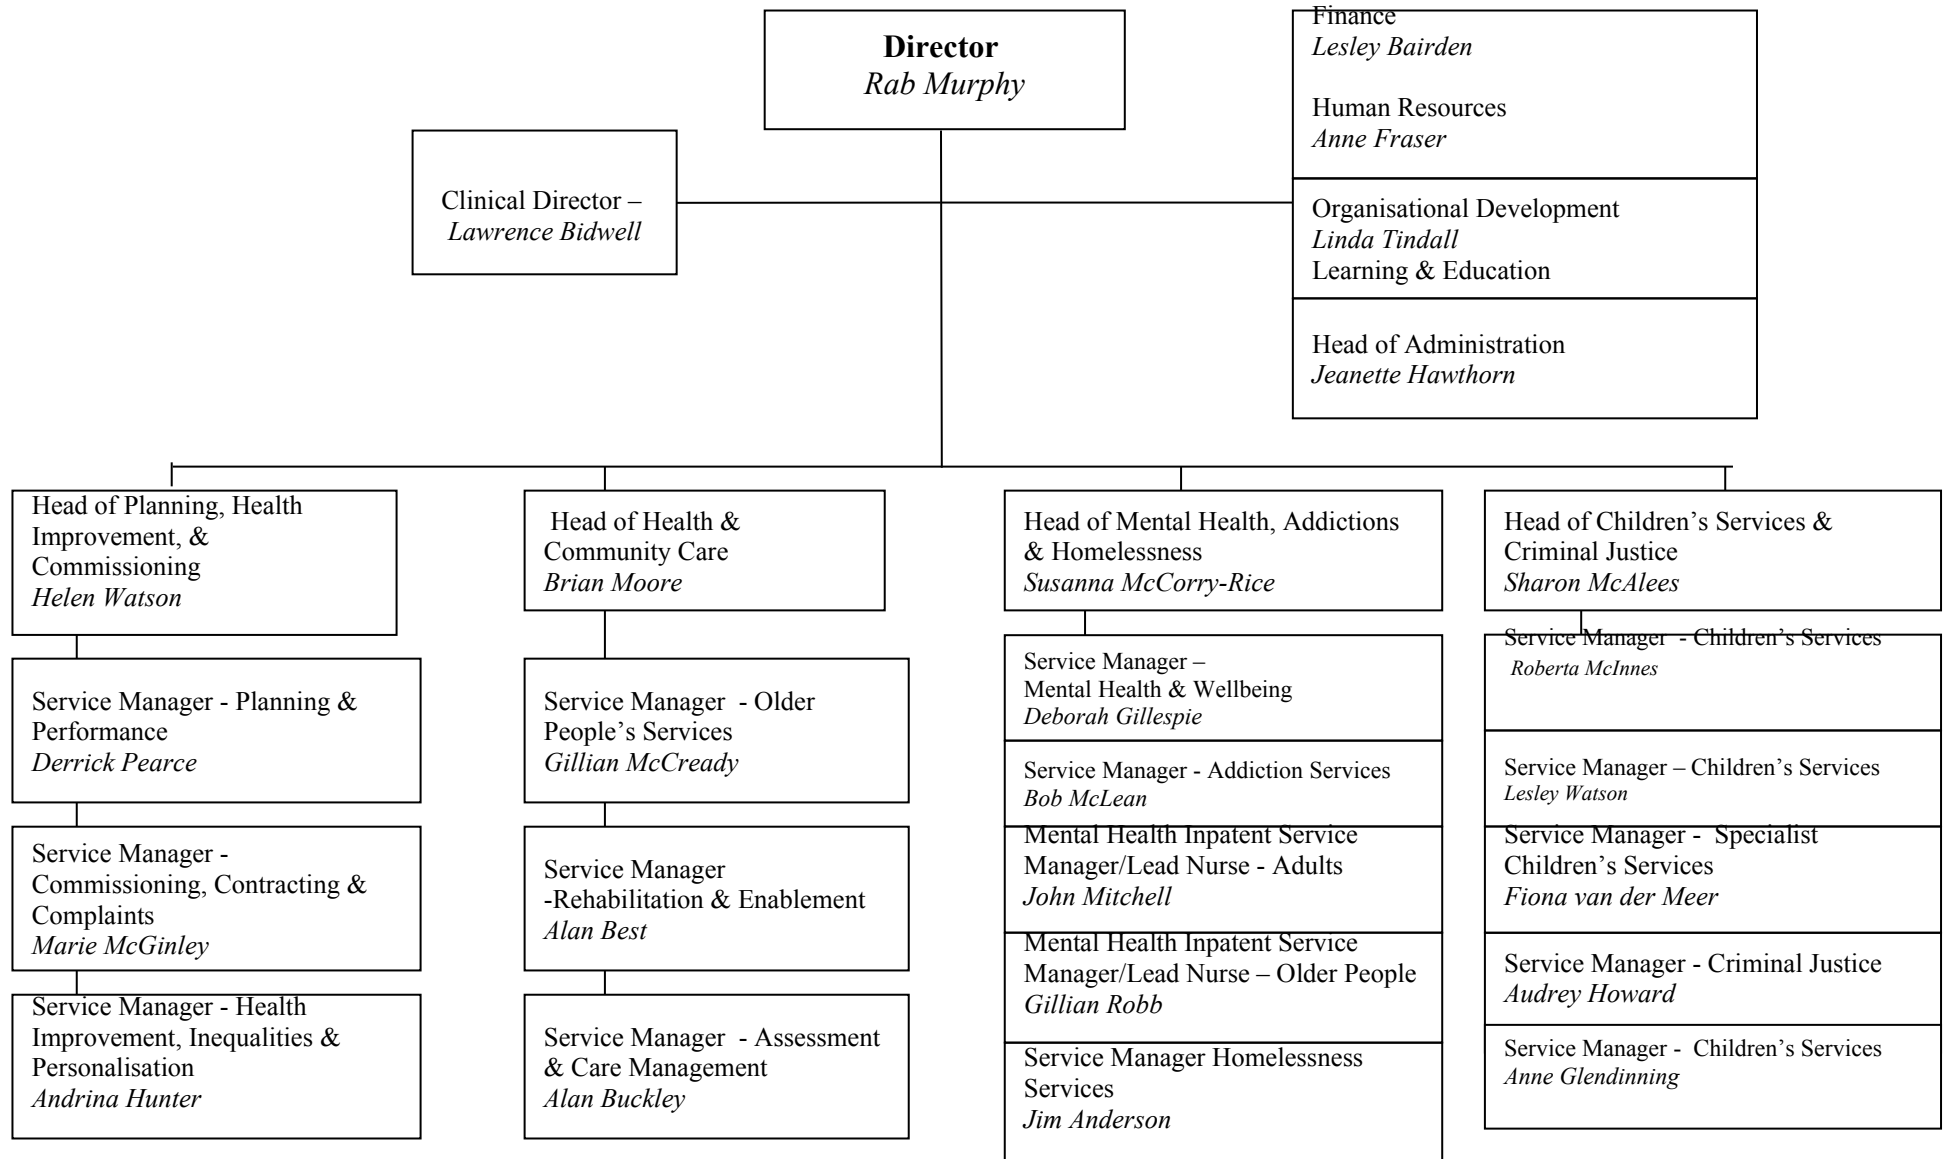 Director
Rab Murphy
Finance
Lesley Bairden
Human Resources
Anne Fraser
Clinical Director –
Lawrence Bidwell
Organisational Development
Linda Tindall
Learning & Education
Head of Administration
Jeanette Hawthorn
Head of Planning, Health
Improvement, &
Commissioning
Helen Watson
Service Manager - Planning &
Performance
Derrick Pearce
Service Manager -
Commissioning, Contracting &
Complaints
Marie McGinley
Service Manager - Health
Improvement, Inequalities &
Personalisation
Andrina Hunter
Head of Health &
Community Care
Brian Moore
Service Manager - Older
People’s Services
Gillian McCready
Service Manager
-Rehabilitation & Enablement
Alan Best
Service Manager - Assessment
& Care Management
Alan Buckley
Head of Mental Health, Addictions
& Homelessness
Susanna McCorry-Rice
Service Manager –
Mental Health & Wellbeing
Deborah Gillespie
Service Manager - Addiction Services
Bob McLean
Mental Health Inpatent Service
Manager/Lead Nurse - Adults
John Mitchell
Mental Health Inpatent Service
Manager/Lead Nurse – Older People
Gillian Robb
Service Manager Homelessness
Services
Jim Anderson
Head of Children’s Services &
Criminal Justice
Sharon McAlees
Service Manager - Children’s Services
Roberta McInnes
Service Manager – Children’s Services
Lesley Watson
Service Manager - Specialist
Children’s Services
Fiona van der Meer
Service Manager - Criminal Justice
Audrey Howard
Service Manager - Children’s Services
Anne Glendinning